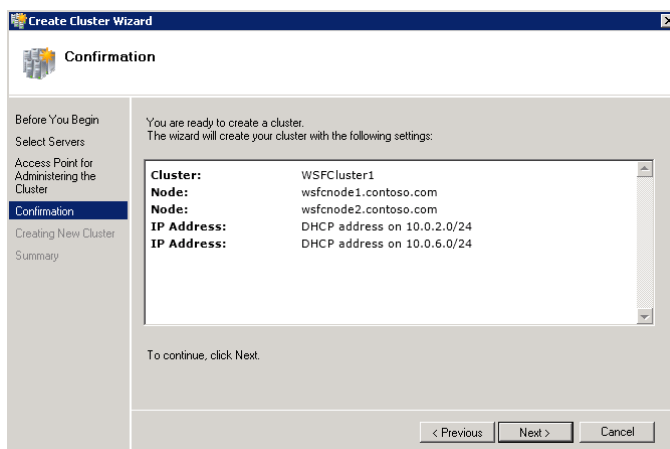 Create Cluster Wizard
Confirmation
Before You Begin
Select Servers
Access Point for
Administering the
Cluster
Confirmation
Creating New Cluster
Summary
You are ready to create a cluster.
The wizard will create your cluster with the following settings:
Cluster: WSFCluster1
Node: wsfcnode1.contoso.com
Node: wsfcnode2.contoso.com
IP Address: DHCP address on 10.0.2.0/24
IP Address: DHCP address on 10.0.6.0/24
To continue, click Next.
< Previous Next > Cancel